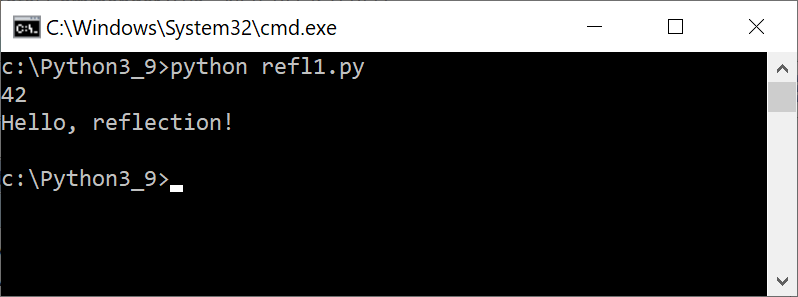 C:\Windows\System32\cmd.exe
c:\Python3_9>python refl1.py
42
Hello, reflection!
c:\Python3_9>